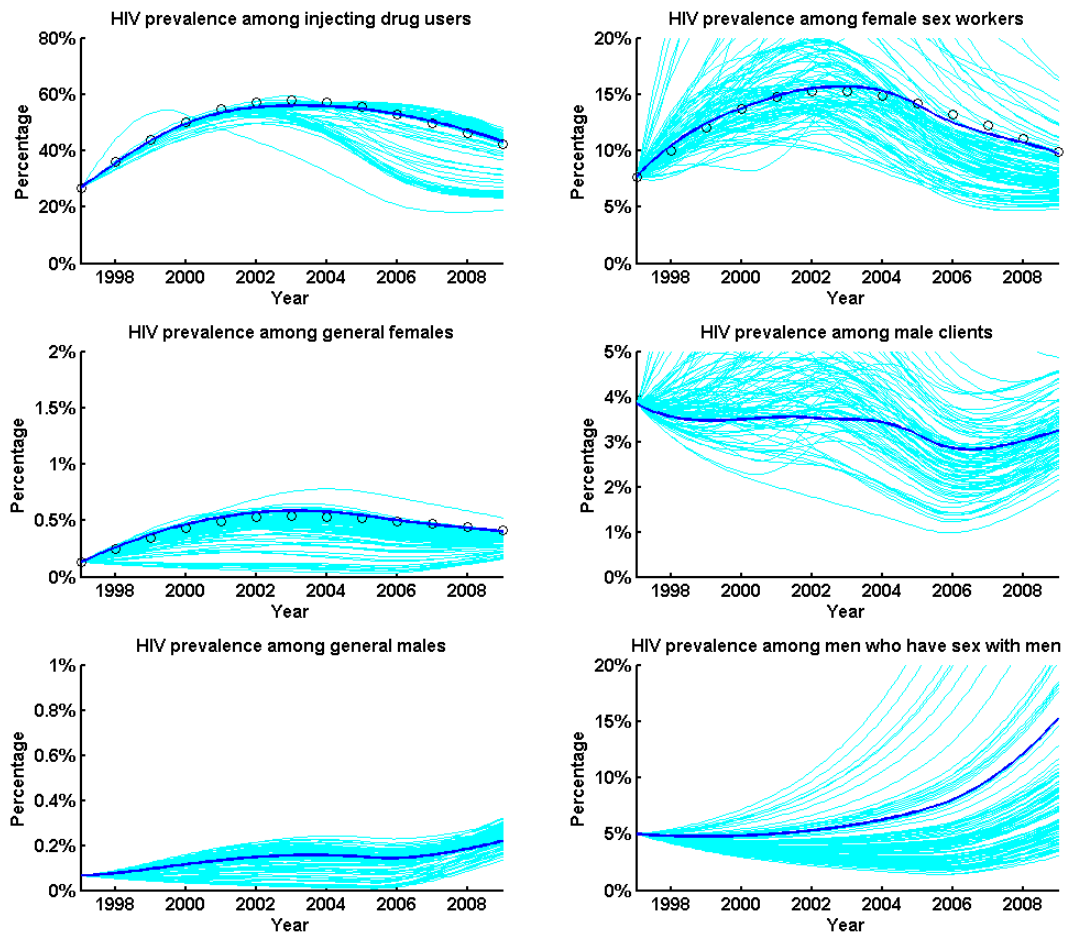 HIV prevalence among injecting drug users
80%
60%
40%
20%
0%
Percentage
1998 2000 2002 2004 2006 2008
Year
HIV prevalence among female sex workers
20%
15%
10%
5%
0%
Percentage
1998 2000 2002 2004 2006 2008
Year
HIV prevalence among general females
2%
1.5%
1%
0.5%
0%
Percentage
1998 2000 2002 2004 2006 2008
Year
HIV prevalence among male clients
5%
4%
3%
2%
1%
0%
Percentage
1998 2000 2002 2004 2006 2008
Year
HIV prevalence among general males
1%
0.8%
0.6%
0.4%
0.2%
0%
Percentage
1998 2000 2002 2004 2006 2008
Year
HIV prevalence among men who have sex with men
20%
15%
10%
5%
0%
Percentage
1998 2000 2002 2004 2006 2008
Year